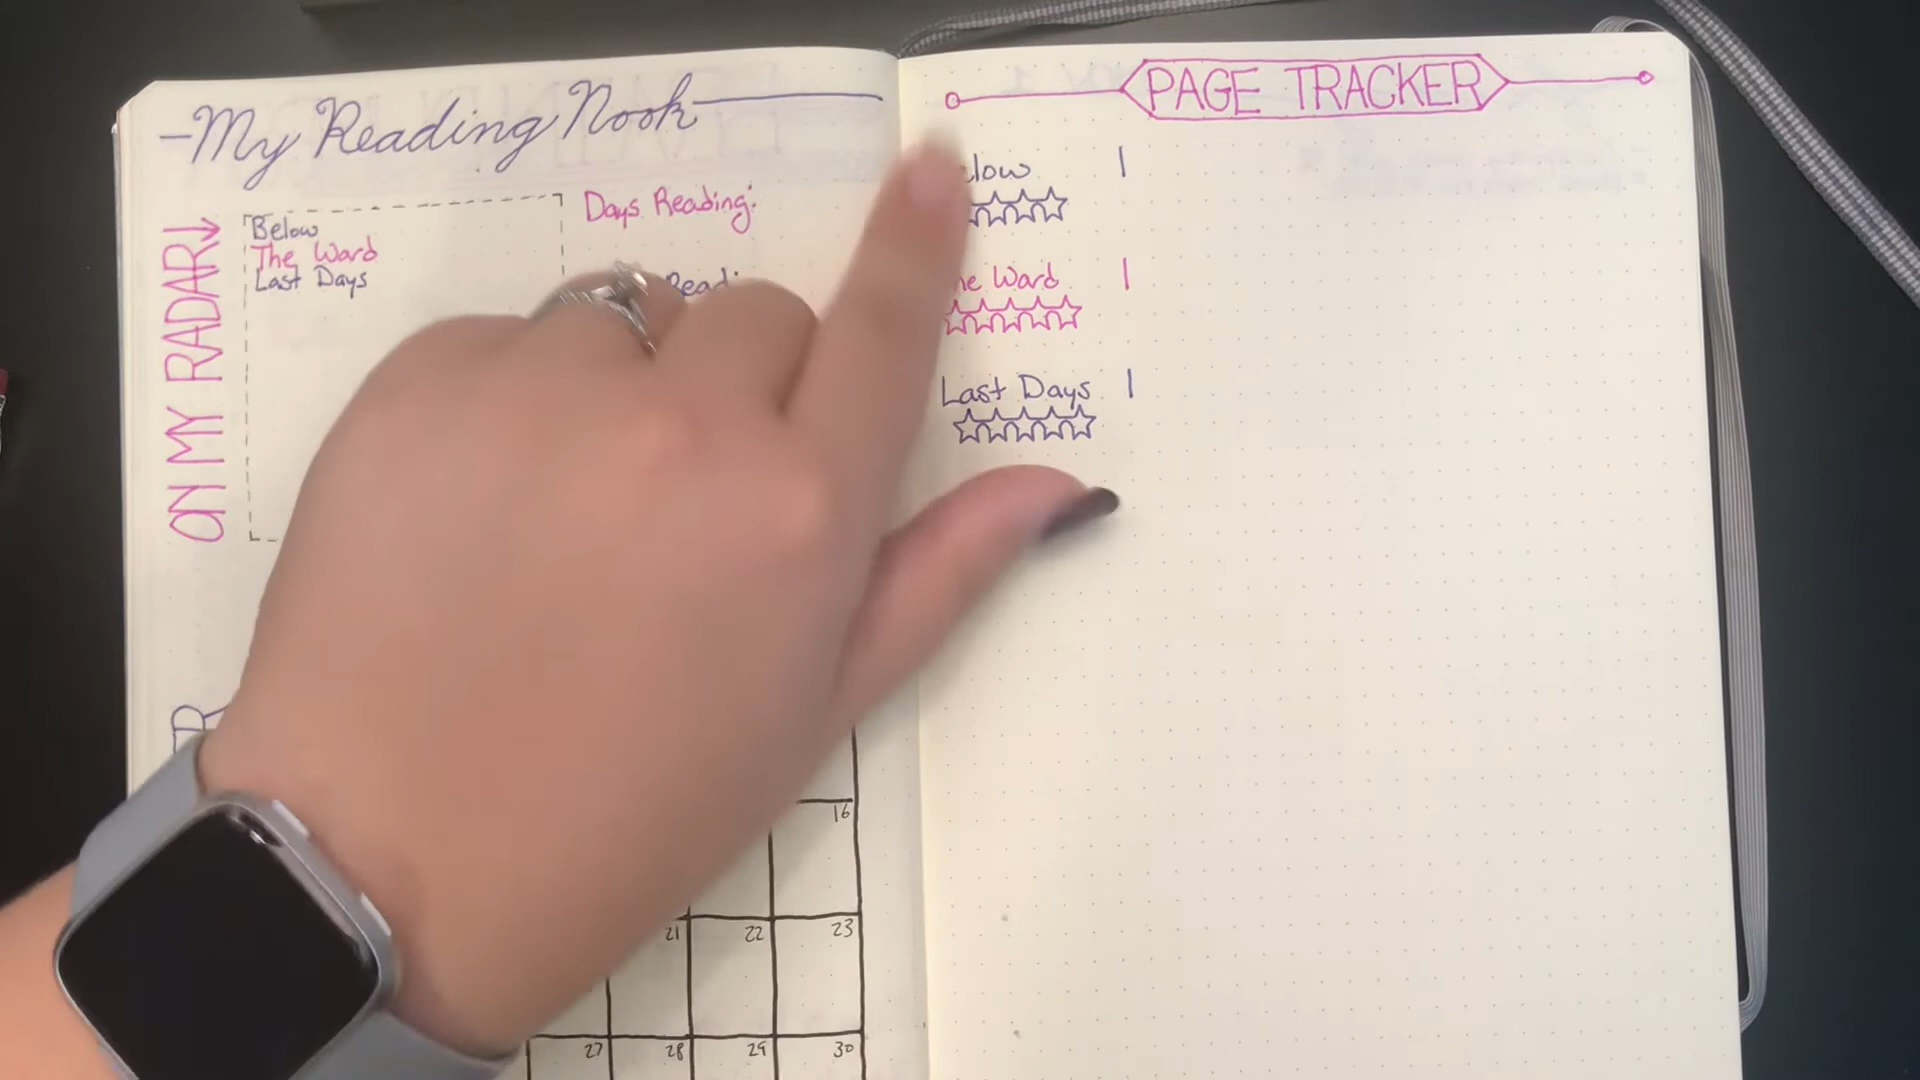 My Reading Nook
ON MY RADAR
Below
The Ward
Last Days
Days Reading:
16
21 22 23
27 28 29 30
PAGE TRACKER
The Ward
Last Days